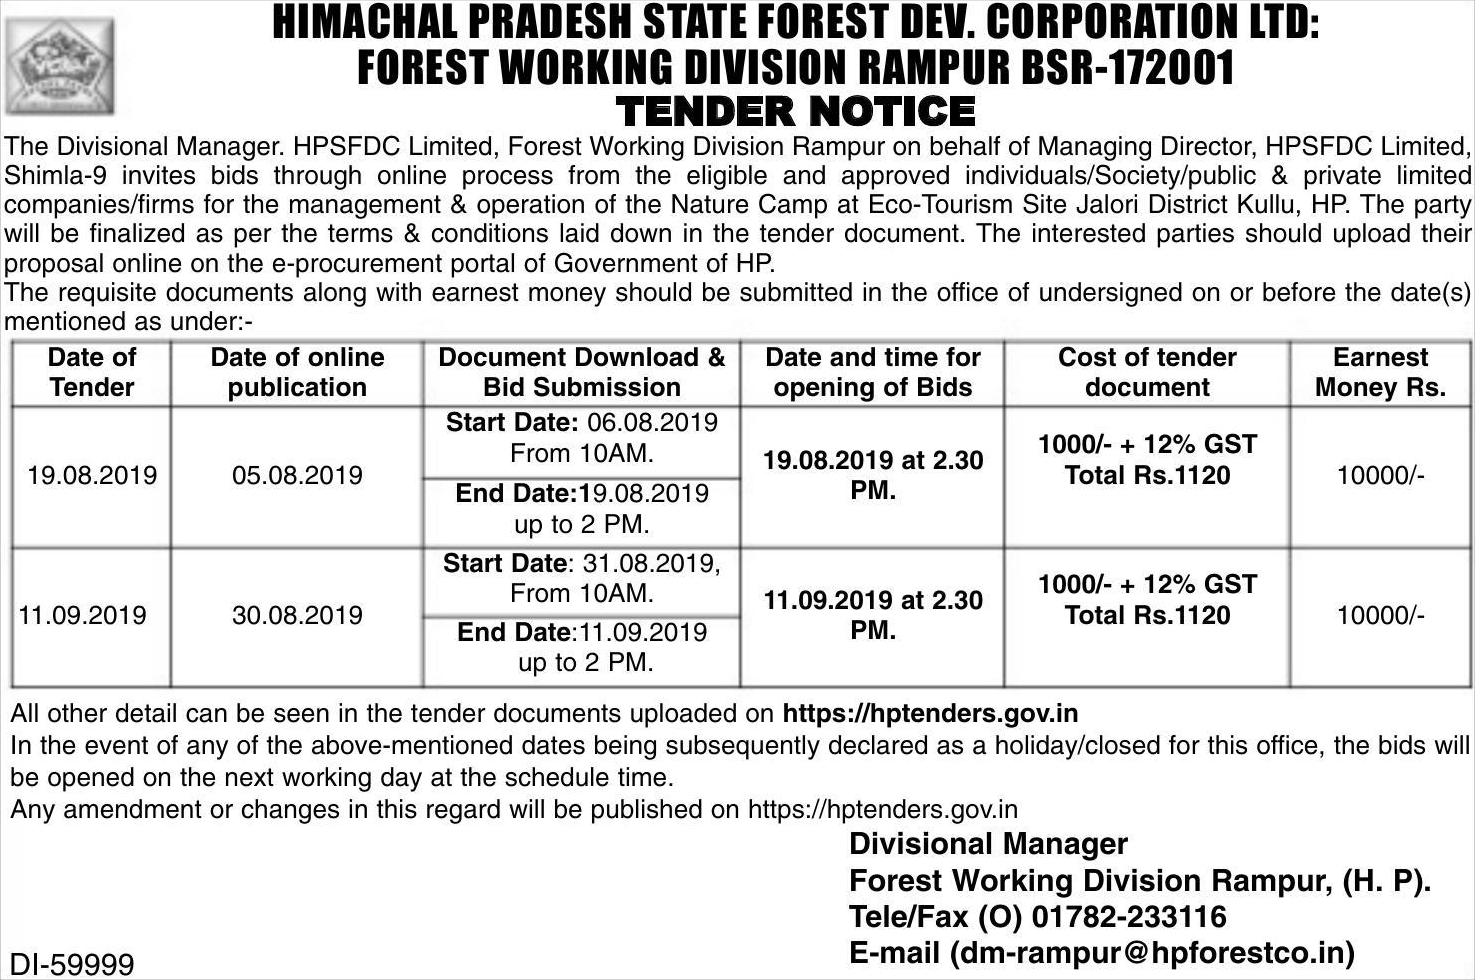 HIMACHAL PRADESH STATE FOREST DEV. CORPORATION LTD:
FOREST WORKING DIVISION RAMPUR BSR-172001
TENDER NOTICE
The Divisional Manager. HPSFDC Limited, Forest Working Division Rampur on behalf of Managing Director, HPSFDC Limited,
Shimla-9 invites bids through online process from the eligible and approved individuals/Society/public & private limited
companies/firms for the management & operation of the Nature Camp at Eco-Tourism Site Jalori District Kullu, HP. The party
will be finalized as per the terms & conditions laid down in the tender document. The interested parties should upload their
proposal online on the e-procurement portal of Government of HP.
The requisite documents along with earnest money should be submitted in the office of undersigned on or before the date(s)
mentioned as under:-
Date of Tender
Date of online publication
Document Download & Bid Submission
Date and time for opening of Bids
Cost of tender document
Earnest Money Rs.
19.08.2019
05.08.2019
Start Date: 06.08.2019
From 10AM.
End Date:19.08.2019
up to 2 PM.
19.08.2019 at 2.30
PM.
1000/- + 12% GST
Total Rs.1120
10000/-
11.09.2019
30.08.2019
Start Date: 31.08.2019,
From 10AM.
End Date:11.09.2019
up to 2 PM.
11.09.2019 at 2.30
PM.
1000/- + 12% GST
Total Rs.1120
10000/-
All other detail can be seen in the tender documents uploaded on https://hptenders.gov.in
In the event of any of the above-mentioned dates being subsequently declared as a holiday/closed for this office, the bids will
be opened on the next working day at the schedule time.
Any amendment or changes in this regard will be published on https://hptenders.gov.in
Divisional Manager
Forest Working Division Rampur, (H. P).
Tele/Fax (O) 01782-233116
E-mail (dm-rampur@hpforestco.in)
DI-59999